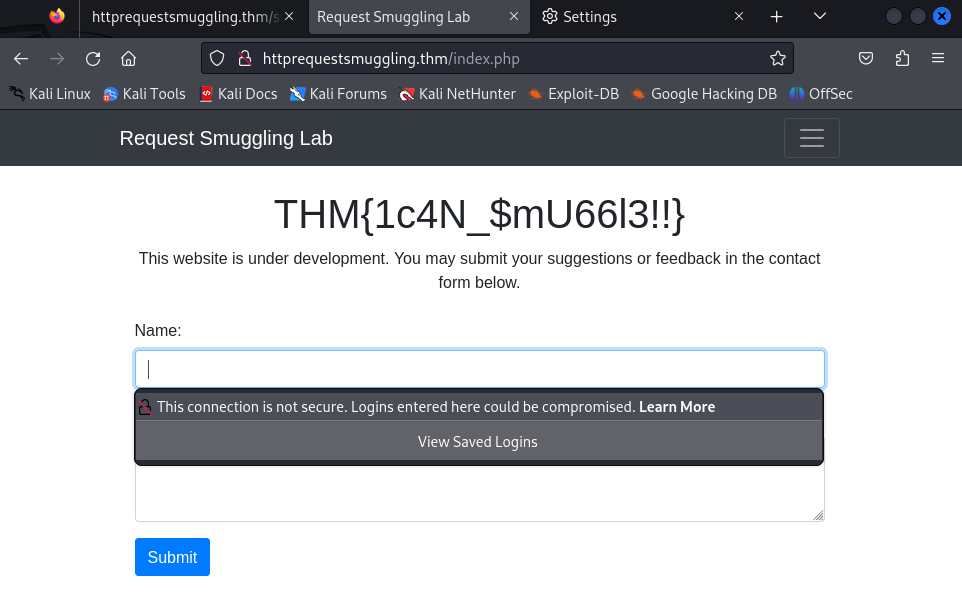 httprequestsmuggling.thm/s
Request Smuggling Lab
Settings
httprequestsmuggling.thm/index.php
Kali Linux Kali Tools Kali Docs Kali Forums Kali NetHunter Exploit-DB Google Hacking DB OffSec
Request Smuggling Lab
THM{1c4N_$mU66l3!!}
This website is under development. You may submit your suggestions or feedback in the contact
form below.
Name:
This connection is not secure. Logins entered here could be compromised. Learn More
View Saved Logins
Submit